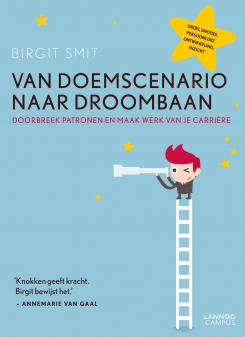 BIRGIT SMIT
GROEI, EMOTIES,
PERSOONLIJKE
ONTWIKKELING,
INZICHT
VAN DOEMSCENARIO
NAAR DROOMBAAN
DOORBREEK PATRONEN EN MAAK WERK VAN JE CARRIÈRE
'Knokken geeft kracht.
Birgit bewijst het.'
- ANNEMARIE VAN GAAL
LANNOO
CAMPUS